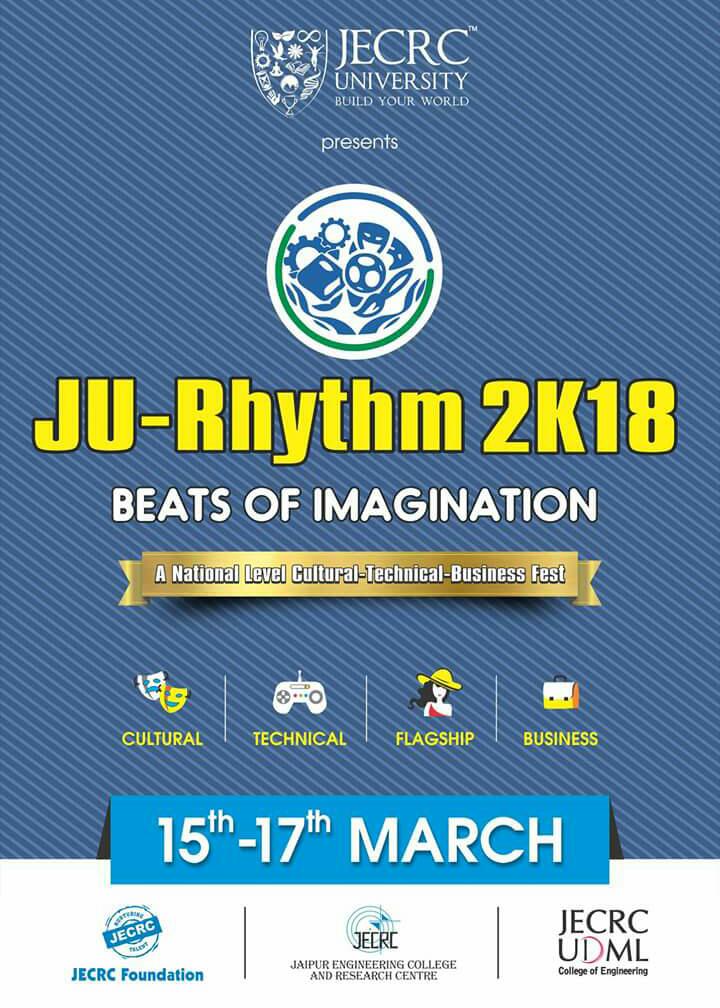 JECRC™
UNIVERSITY
BUILD YOUR WORLD
presents
JU-Rhythm 2K18
BEATS OF IMAGINATION
A National Level Cultural-Technical-Business Fest
CULTURAL
TECHNICAL
FLAGSHIP
BUSINESS
15th-17th MARCH
NURTURING
JECRC
TALENT
JECRC Foundation
JECRC
JAIPUR ENGINEERING COLLEGE
AND RESEARCH CENTRE
JECRC
UDML
College of Engineering